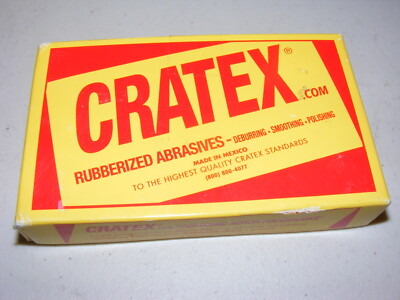 CRATEX®.COM
RUBBERIZED ABRASIVES - DEBURRING · SMOOTHING · POLISHING
MADE IN MEXICO
TO THE HIGHEST QUALITY CRATEX STANDARDS
(800) 800-4077